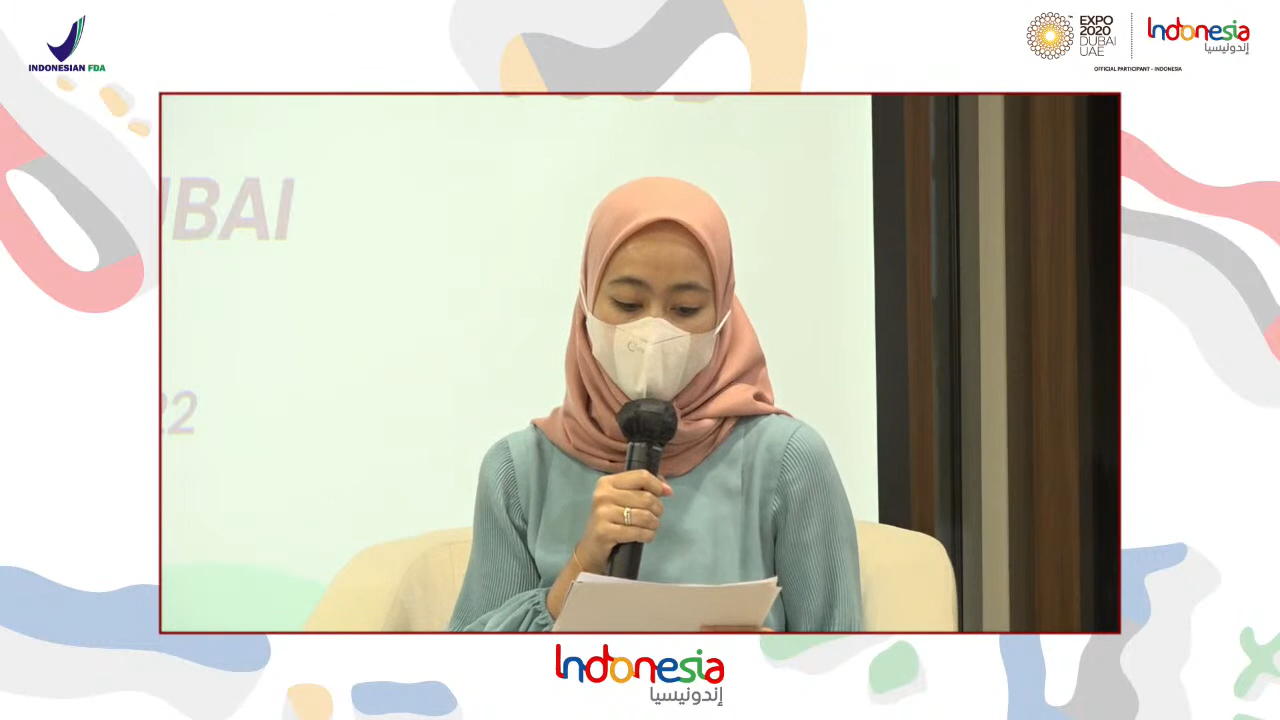 INDONESIAN FDA
EXPO
2020
DUBAI
UAE
Indonesia
إندونيسيا
OFFICIAL PARTICIPANT - INDONESIA
UBAI
22
Indonesia
إندونيسيا